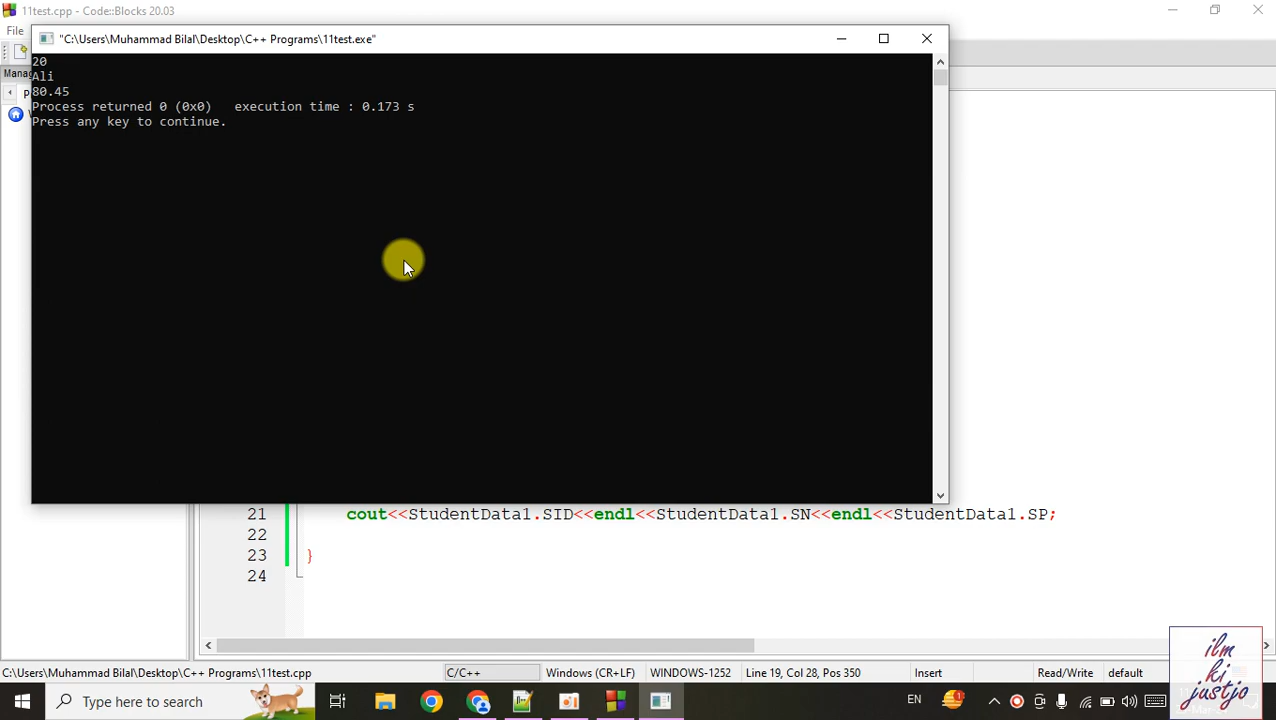 11test.cpp - Code::Blocks 20.03
File
"C:\Users\Muhammad Bilal\Desktop\C++ Programs\11test.exe"
Manag
20
Ali
80.45
Process returned 0 (0x0)   execution time : 0.173 s
Press any key to continue.
21 cout<<StudentData1.SID<<endl<<StudentData1.SN<<endl<<StudentData1.SP;
22
23 }
24
C:\Users\Muhammad Bilal\Desktop\C++ Programs\11test.cpp C/C++ Windows (CR+LF) WINDOWS-1252 Line 19, Col 28, Pos 350 Insert Read/Write default
Type here to search
EN
1
ilm
ki
justjo